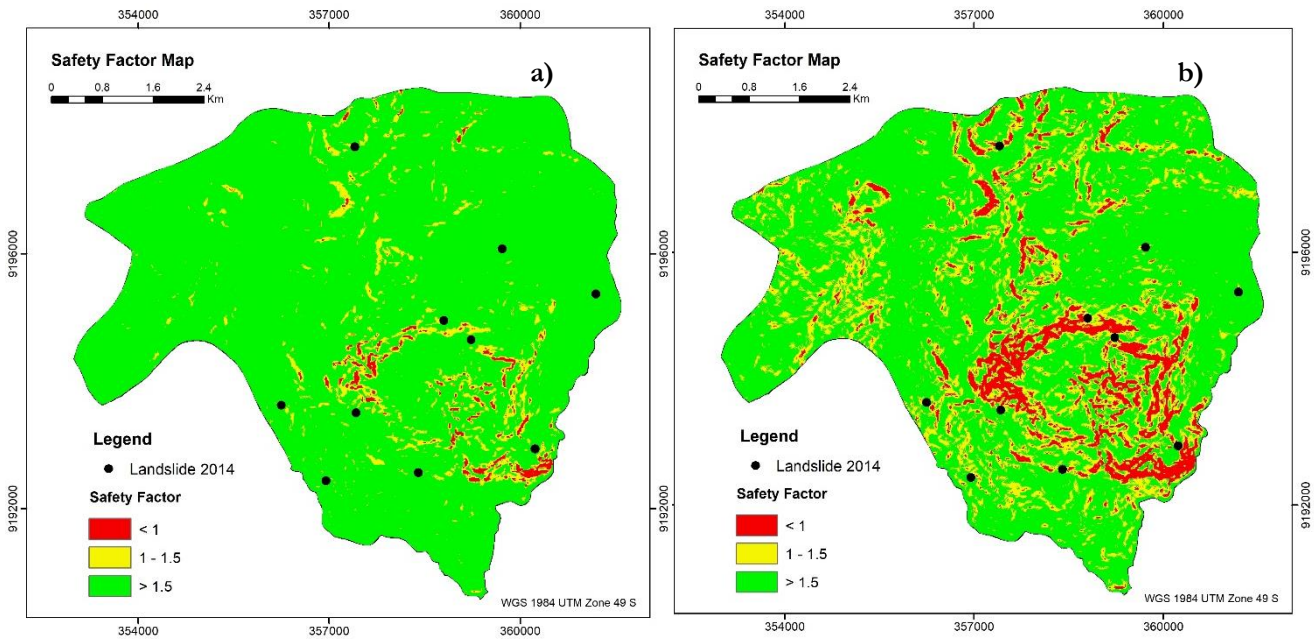 354000 357000 360000
Safety Factor Map
a)
0 0.8 1.6 2.4
Km
9196000
9196000
Legend
Landslide 2014
Safety Factor
< 1
1 - 1.5
> 1.5
9192000
9192000
WGS 1984 UTM Zone 49 S
354000 357000 360000
354000 357000 360000
Safety Factor Map
b)
0 0.8 1.6 2.4
Km
9196000
Legend
Landslide 2014
Safety Factor
< 1
1 - 1.5
> 1.5
9192000
WGS 1984 UTM Zone 49 S
354000 357000 360000